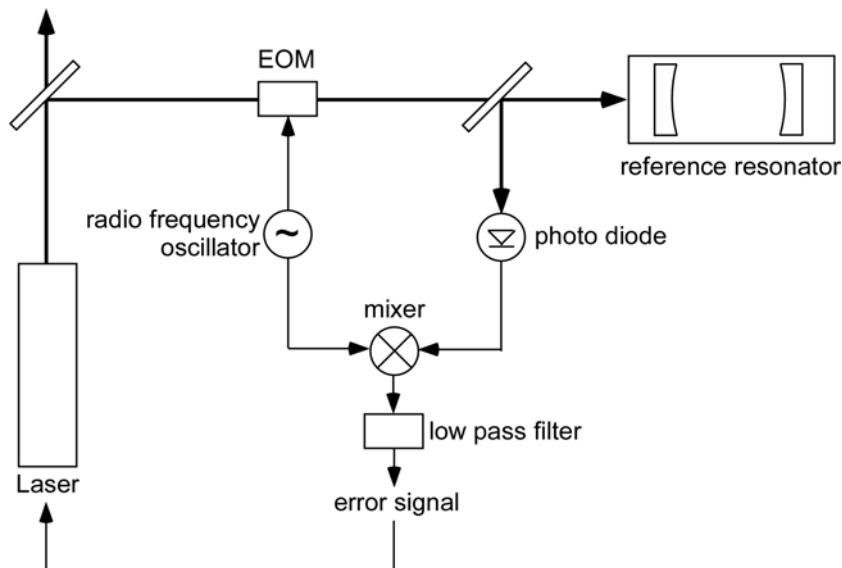 EOM
reference resonator
radio frequency
oscillator
~
photo diode
mixer
low pass filter
Laser
error signal